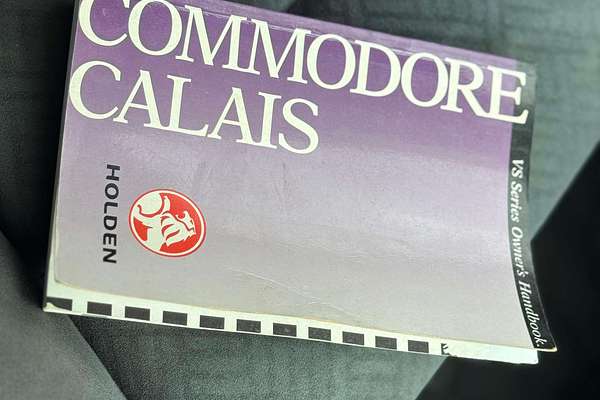 COMMODORE
CALAIS
HOLDEN
VS Series Owner's Handbook.
E